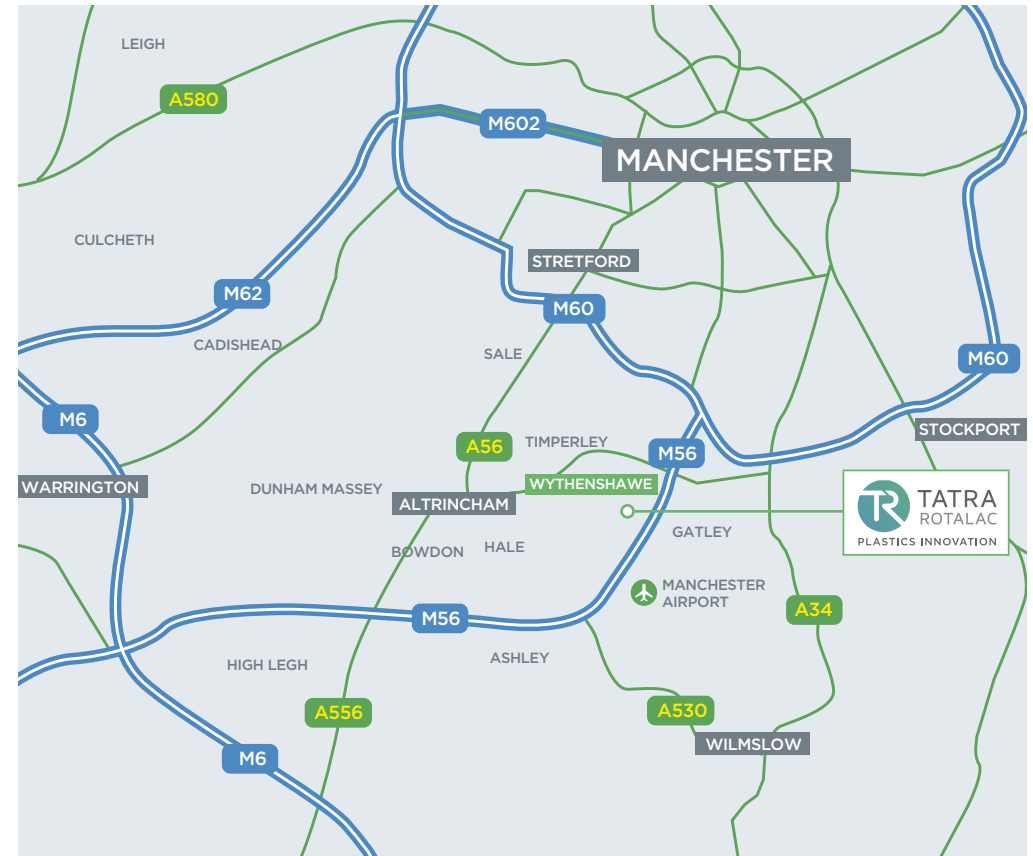 LEIGH
A580
M602
MANCHESTER
CULCHETH
STRETFORD
M62
M60
CADISHEAD
SALE
M60
M6
A56
TIMPERLEY
M56
STOCKPORT
WARRINGTON
DUNHAM MASSEY
WYTHENSHAWE
ALTRINCHAM
TR
TATRA
ROTALAC
PLASTICS INNOVATION
GATLEY
BOWDON
HALE
MANCHESTER
AIRPORT
A34
M56
ASHLEY
HIGH LEGH
A556
A530
WILMSLOW
M6